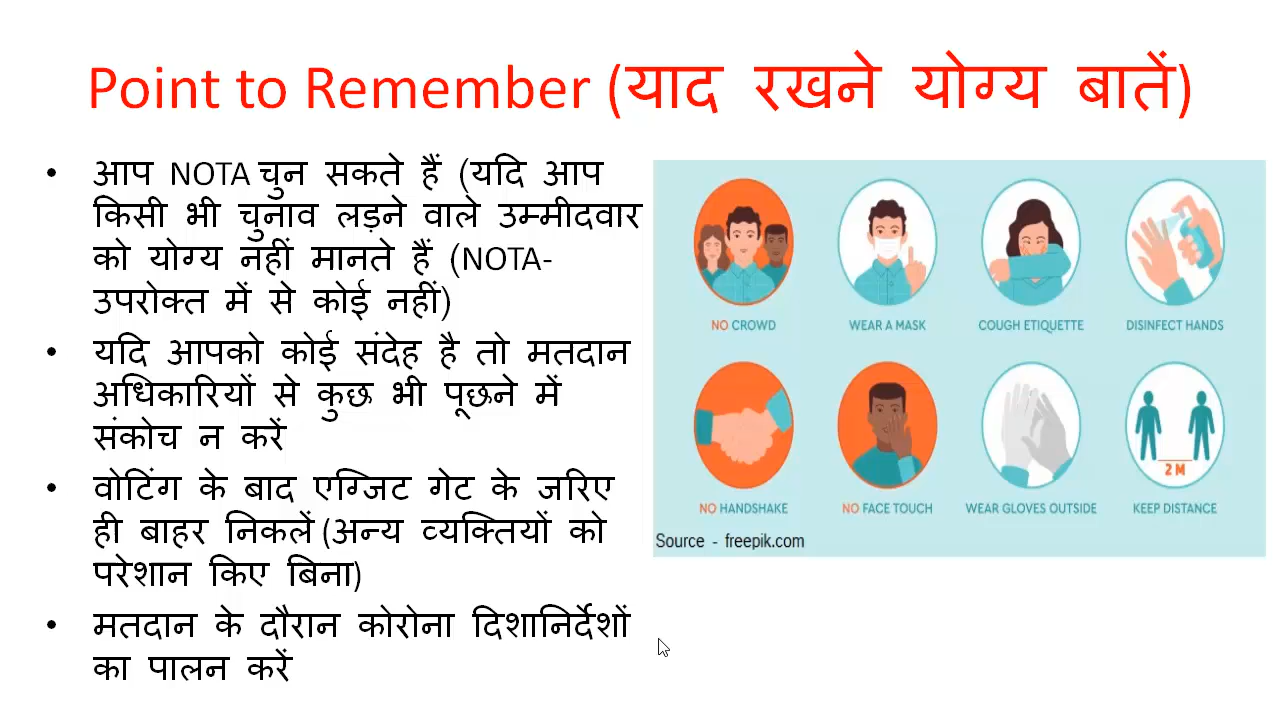 Point to Remember (याद रखने योग्य बातें)
• आप NOTA चुन सकते हैं (यदि आप
किसी भी चुनाव लड़ने वाले उम्मीदवार
को योग्य नहीं मानते हैं (NOTA-
उपरोक्त में से कोई नहीं)
• यदि आपको कोई संदेह है तो मतदान
अधिकारियों से कुछ भी पूछने में
संकोच न करें
• वोटिंग के बाद एग्जिट गेट के जरिए
ही बाहर निकलें (अन्य व्यक्तियों को
परेशान किए बिना)
• मतदान के दौरान कोरोना दिशानिर्देशों
का पालन करें
NO CROWD
WEAR A MASK
COUGH ETIQUETTE
DISINFECT HANDS
2 M
NO HANDSHAKE
NO FACE TOUCH
WEAR GLOVES OUTSIDE
KEEP DISTANCE
Source - freepik.com